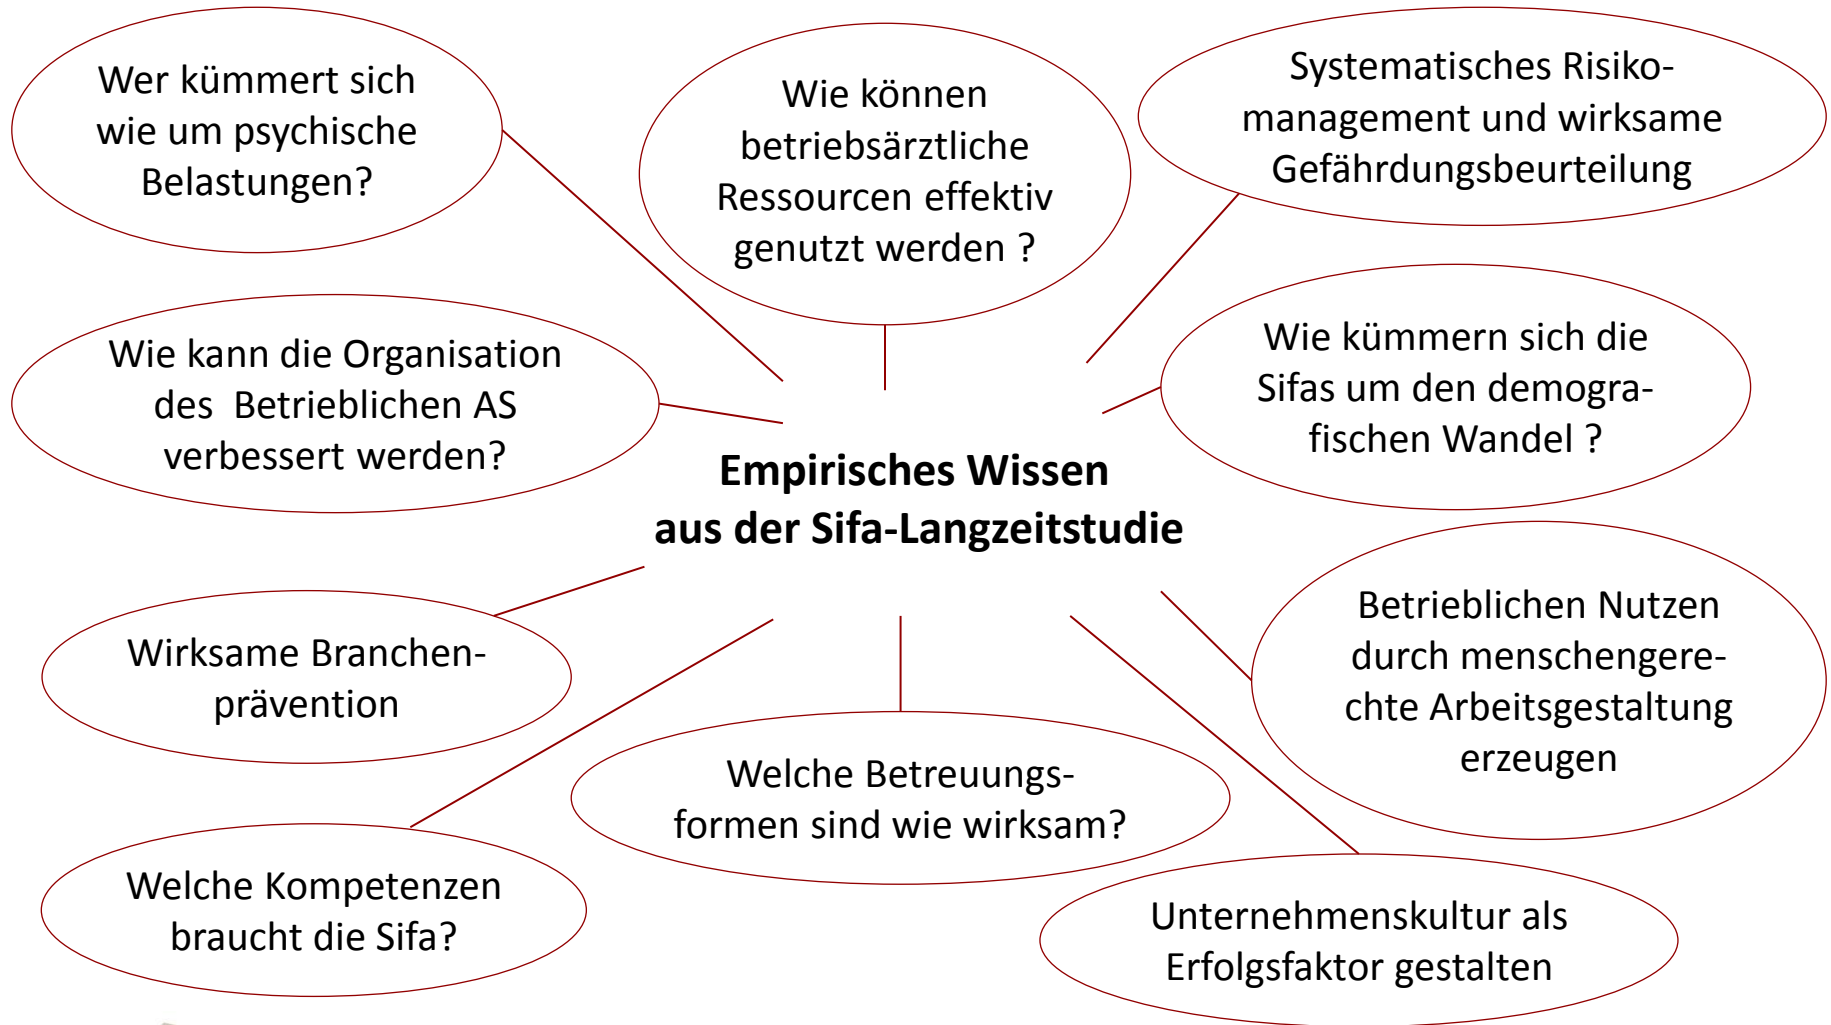 Wer kümmert sich
wie um psychische
Belastungen?
Wie können
betriebsärztliche
Ressourcen effektiv
genutzt werden ?
Systematisches Risiko-
management und wirksame
Gefährdungsbeurteilung
Wie kann die Organisation
des Betrieblichen AS
verbessert werden?
Wie kümmern sich die
Sifas um den demogra-
fischen Wandel ?
Empirisches Wissen
aus der Sifa-Langzeitstudie
Wirksame Branchen-
prävention
Betrieblichen Nutzen
durch menschengere-
chte Arbeitsgestaltung
erzeugen
Welche Betreuungs-
formen sind wie wirksam?
Welche Kompetenzen
braucht die Sifa?
Unternehmenskultur als
Erfolgsfaktor gestalten